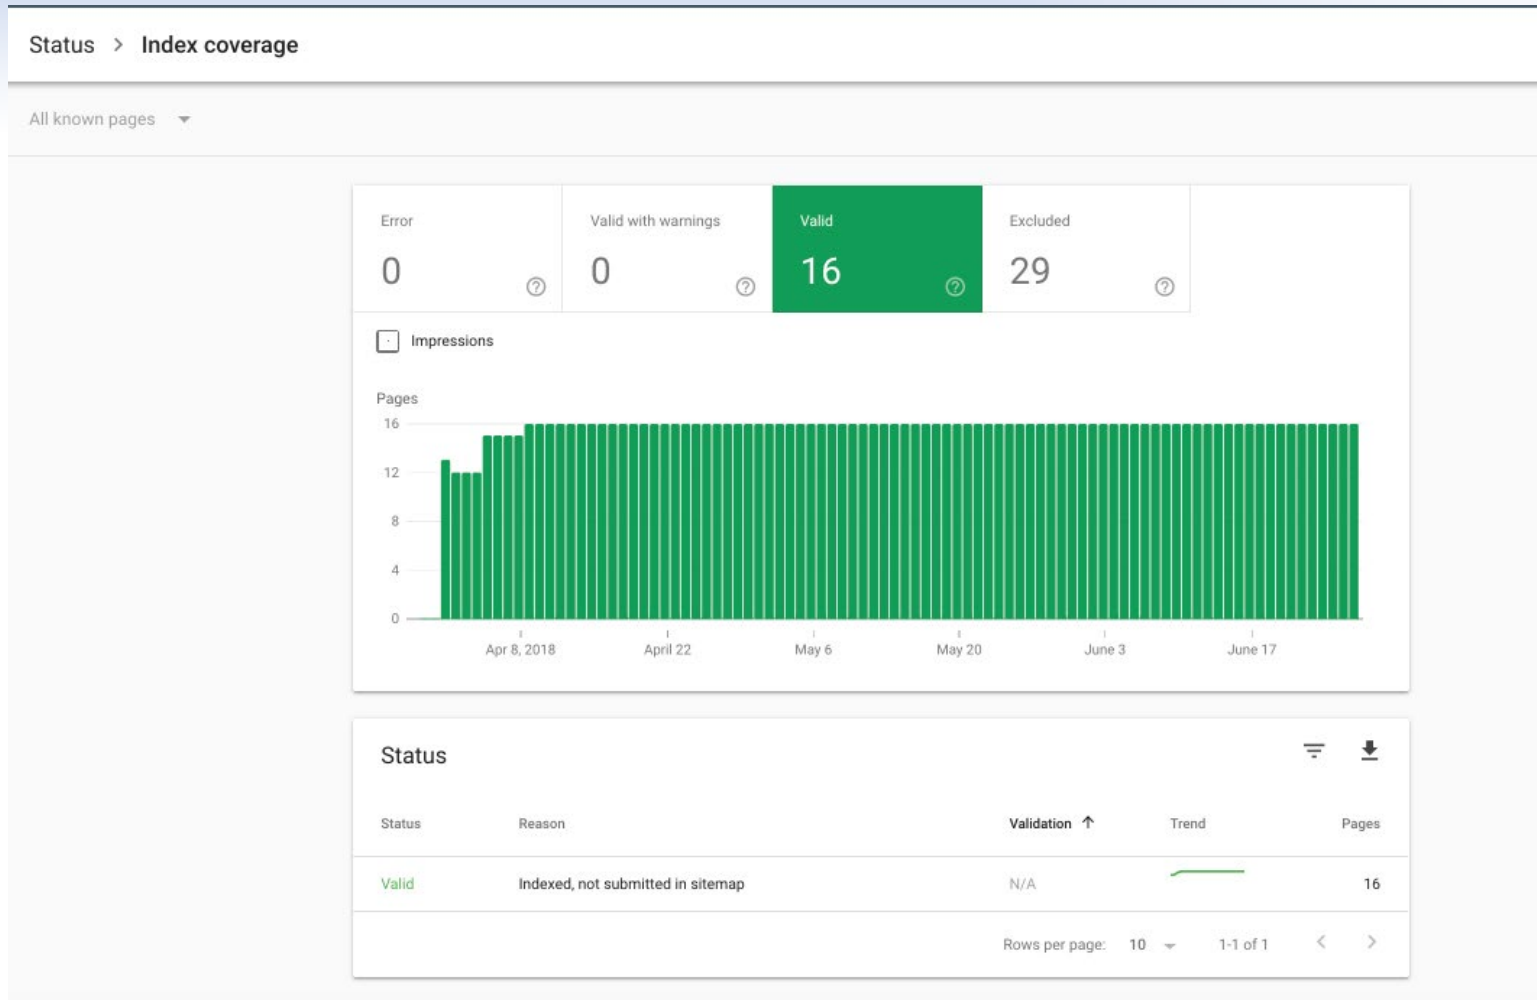 Status > Index coverage
All known pages
Error
Valid with warnings
Valid
Excluded
0
0
16
29
Impressions
Pages
16
12
8
4
0
Apr 8, 2018
April 22
May 6
May 20
June 3
June 17
Status
Status Reason Validation ↑ Trend Pages
Valid Indexed, not submitted in sitemap N/A 16
Rows per page: 10 1-1 of 1 < >